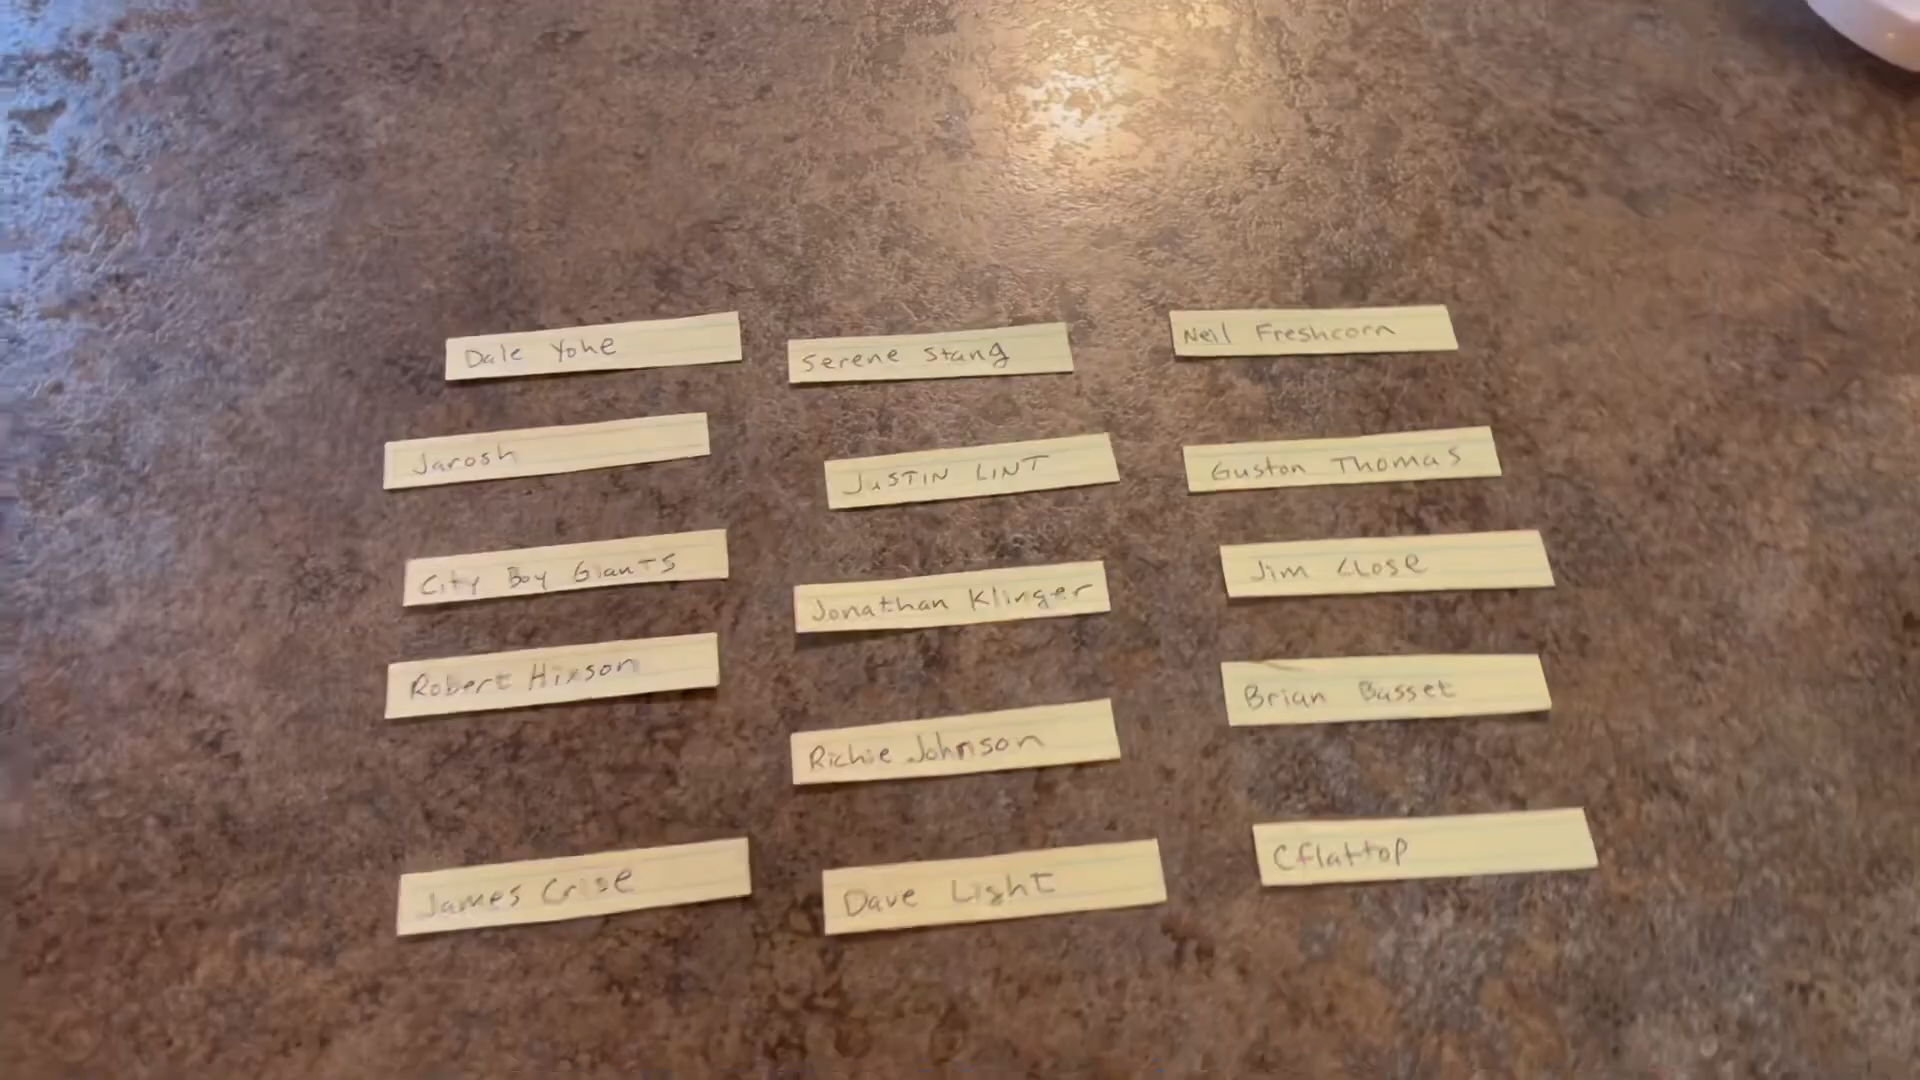 Dale Yohe
Serene Stang
Neil Freshcorn
Jarosh
JUSTIN LINT
Guston Thomas
City Boy Giants
Jonathan Klinger
Jim Close
Robert Hixson
Richie Johnson
Brian Basset
James Crise
Dave Light
Cflattop